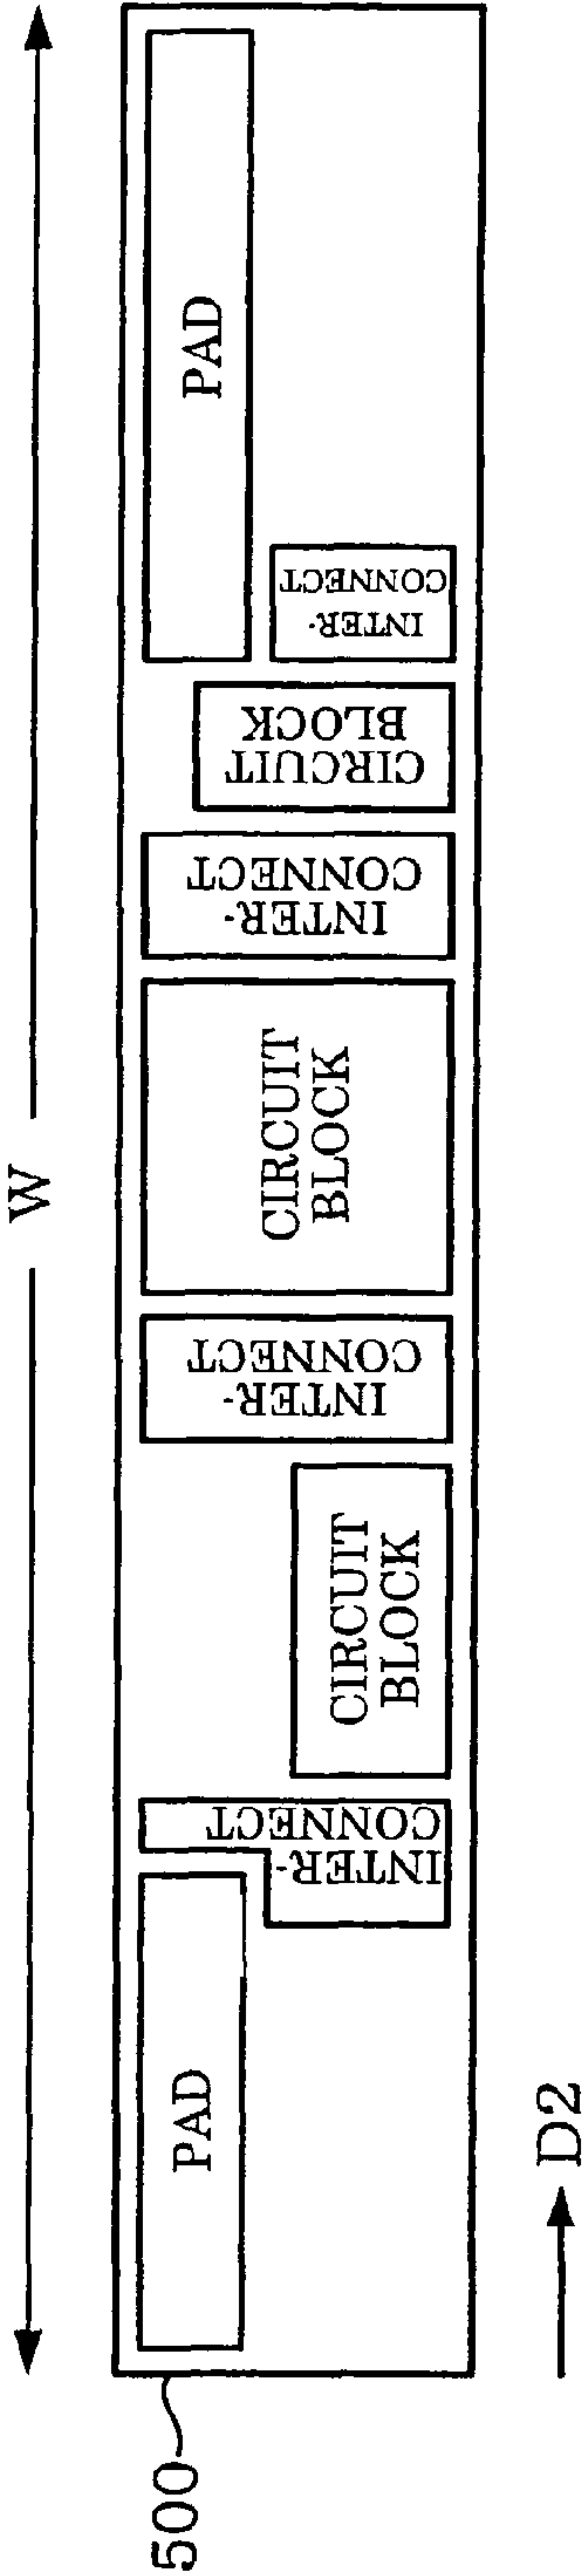 W
500
PAD
INTER-
CONNECT
CIRCUIT
BLOCK
INTER-
CONNECT
CIRCUIT
BLOCK
INTER-
CONNECT
CIRCUIT
BLOCK
INTER-
CONNECT
PAD
D2